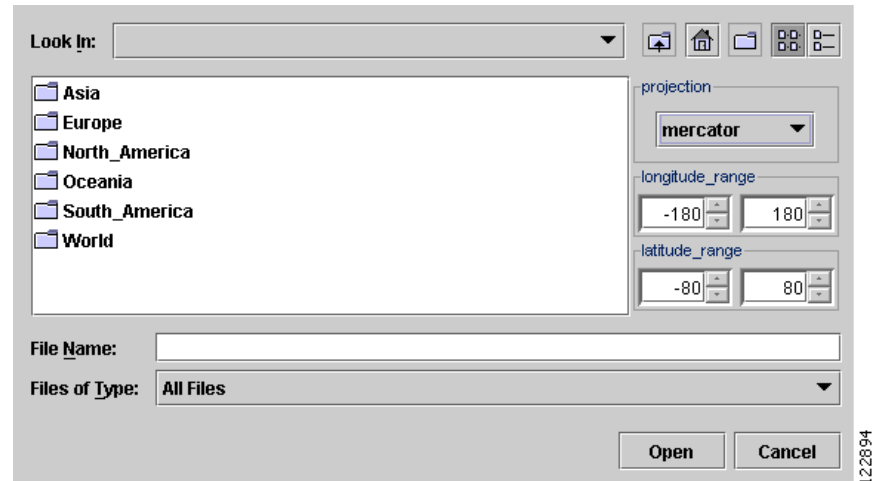 Look In:
Asia
Europe
North_America
Oceania
South_America
World
projection
mercator
longitude_range
-180 180
latitude_range
-80 80
File Name:
Files of Type: All Files
Open Cancel
122894